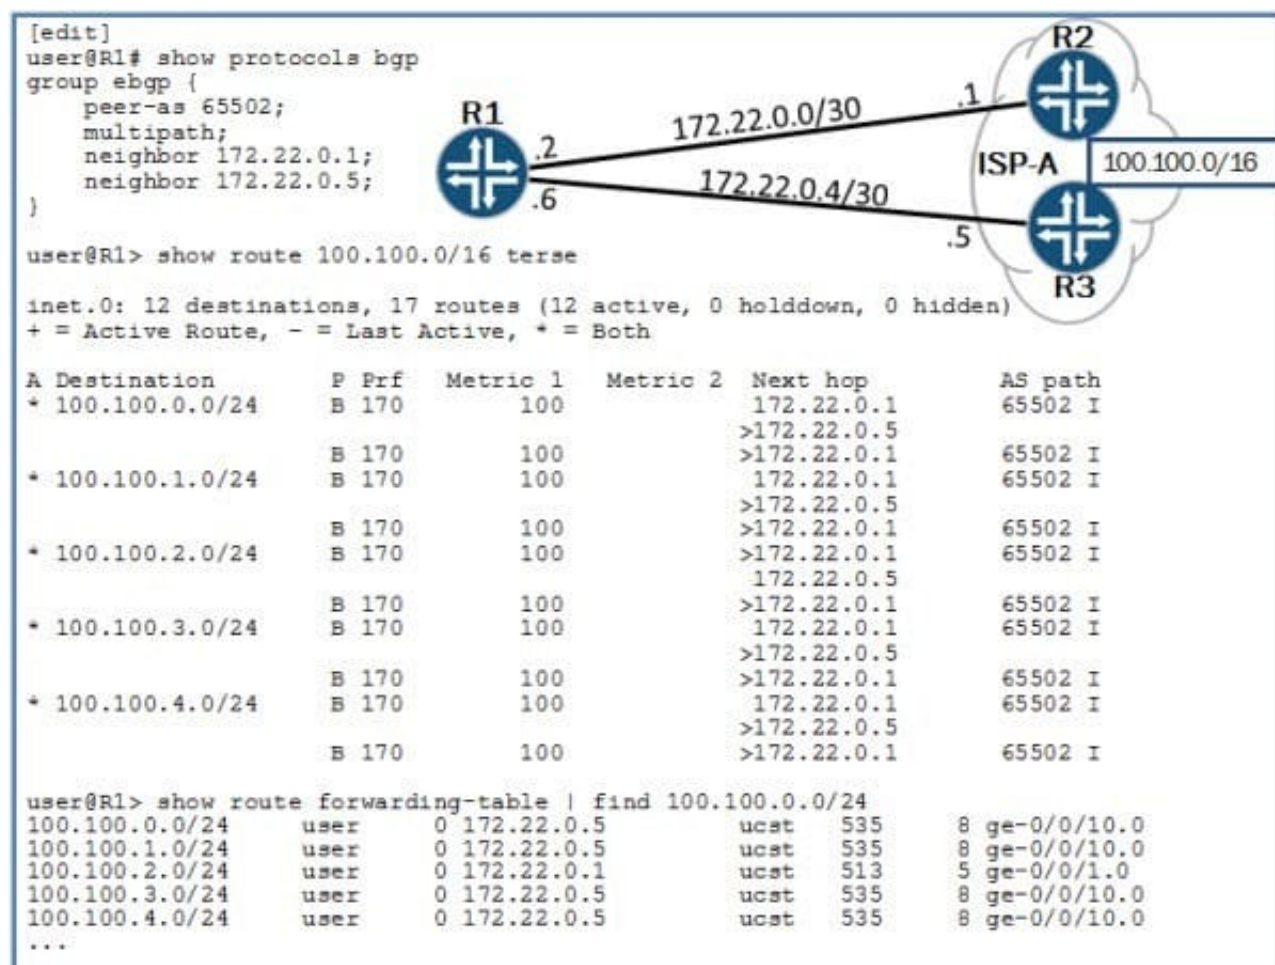 [edit]
user@R1# show protocols bgp
group ebgp {
    peer-as 65502;
    multipath;
    neighbor 172.22.0.1;
    neighbor 172.22.0.5;
}
R1
.2
.6
172.22.0.0/30
172.22.0.4/30
.1
.5
R2
ISP-A
100.100.0/16
R3
user@R1> show route 100.100.0/16 terse
inet.0: 12 destinations, 17 routes (12 active, 0 holddown, 0 hidden)
+ = Active Route, - = Last Active, * = Both
A Destination P Prf Metric 1 Metric 2 Next hop AS path
* 100.100.0.0/24 B 170 100 172.22.0.1 65502 I
>172.22.0.5
B 170 100 >172.22.0.1 65502 I
* 100.100.1.0/24 B 170 100 172.22.0.1 65502 I
>172.22.0.5
B 170 100 >172.22.0.1 65502 I
* 100.100.2.0/24 B 170 100 >172.22.0.1 65502 I
172.22.0.5
B 170 100 >172.22.0.1 65502 I
* 100.100.3.0/24 B 170 100 172.22.0.1 65502 I
>172.22.0.5
B 170 100 >172.22.0.1 65502 I
* 100.100.4.0/24 B 170 100 172.22.0.1 65502 I
>172.22.0.5
B 170 100 >172.22.0.1 65502 I
user@R1> show route forwarding-table | find 100.100.0.0/24
100.100.0.0/24 user 0 172.22.0.5 ucst 535 8 ge-0/0/10.0
100.100.1.0/24 user 0 172.22.0.5 ucst 535 8 ge-0/0/10.0
100.100.2.0/24 user 0 172.22.0.1 ucst 513 5 ge-0/0/1.0
100.100.3.0/24 user 0 172.22.0.5 ucst 535 8 ge-0/0/10.0
100.100.4.0/24 user 0 172.22.0.5 ucst 535 8 ge-0/0/10.0
...